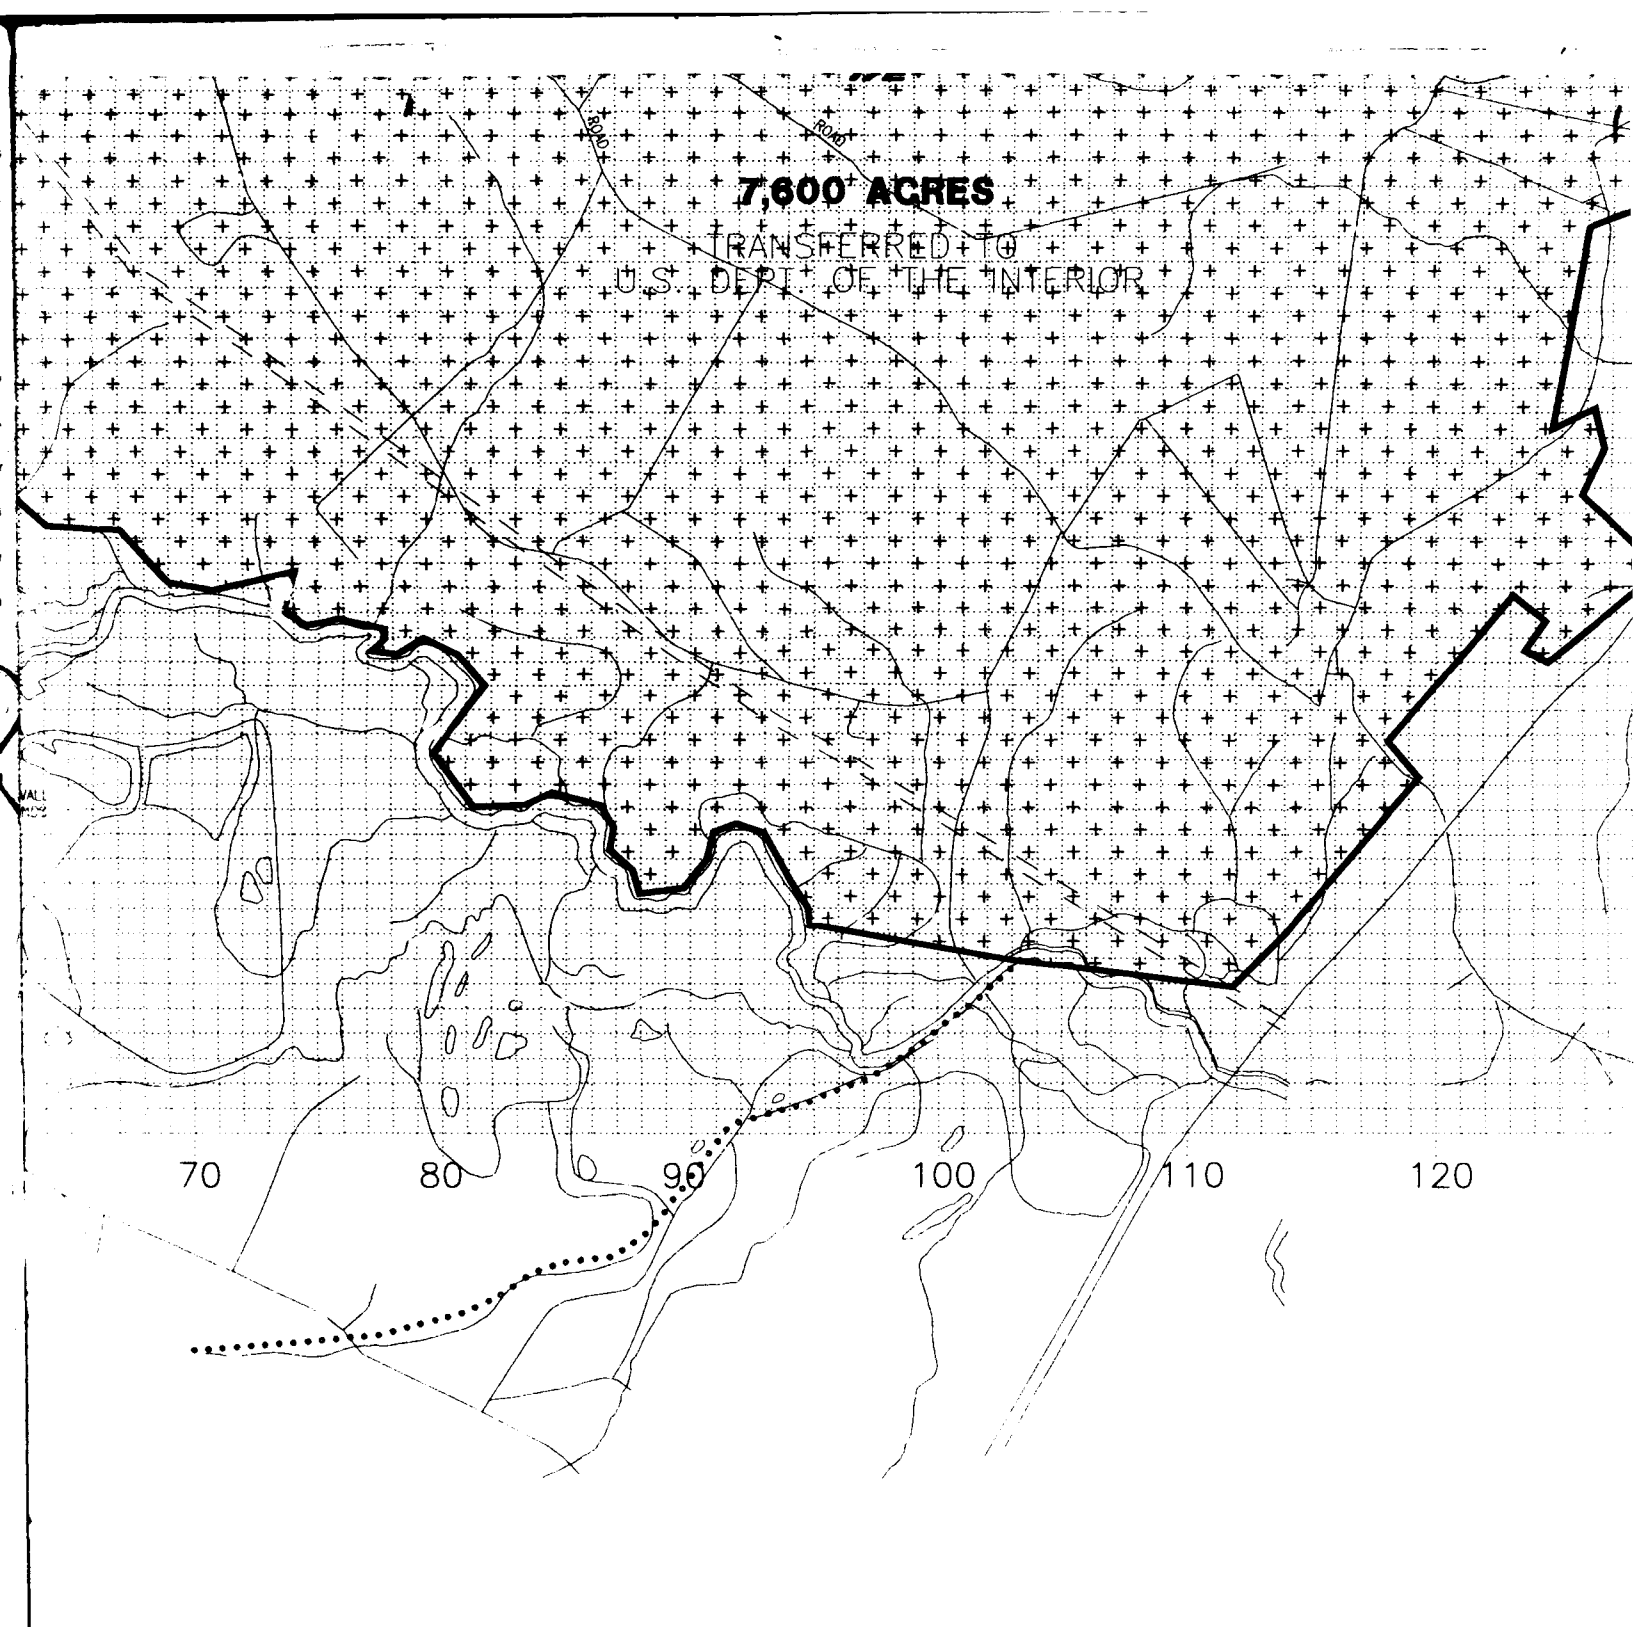 ROAD
ROAD
7,600 ACRES
TRANSFERRED TO
U.S. DEPT. OF THE INTERIOR
70 80 90 100 110 120